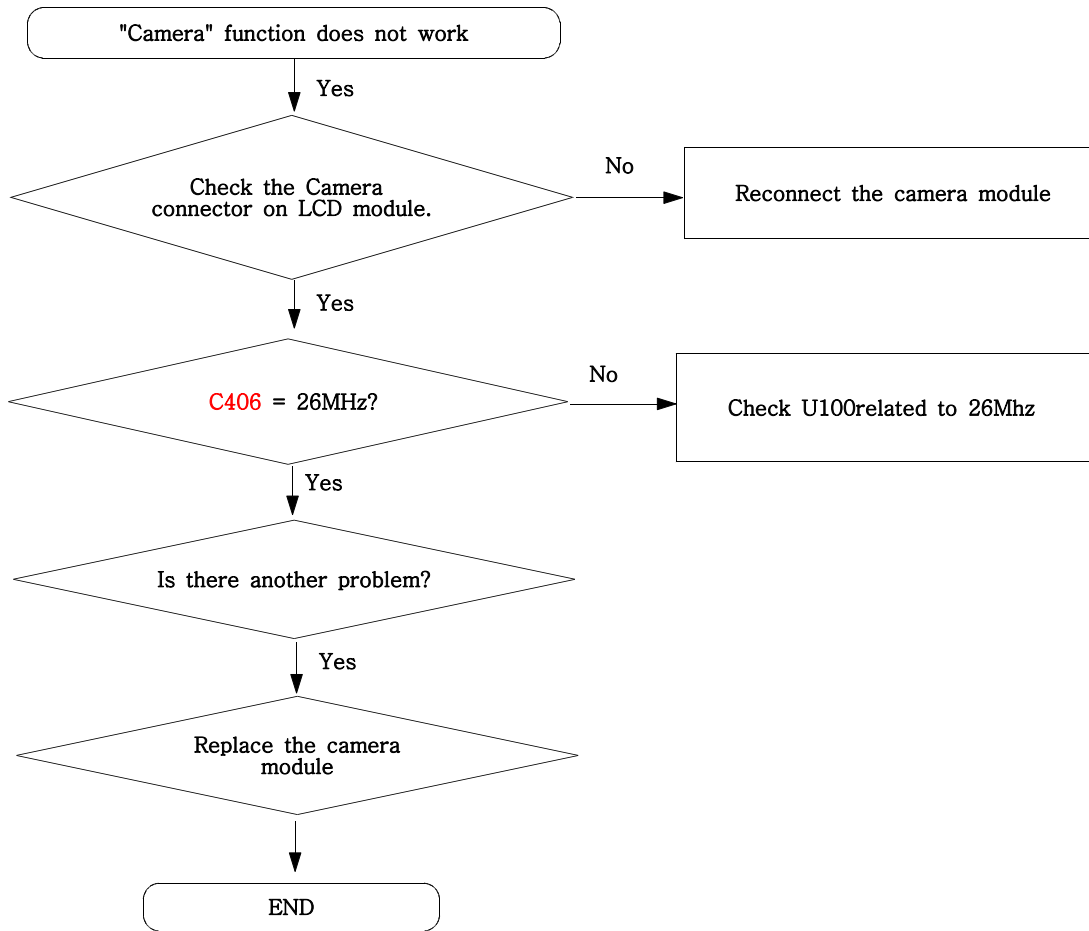 "Camera" function does not work
Yes
Check the Camera
connector on LCD module.
No
Reconnect the camera module
Yes
C406 = 26MHz?
No
Check U100related to 26Mhz
Yes
Is there another problem?
Yes
Replace the camera
module
END